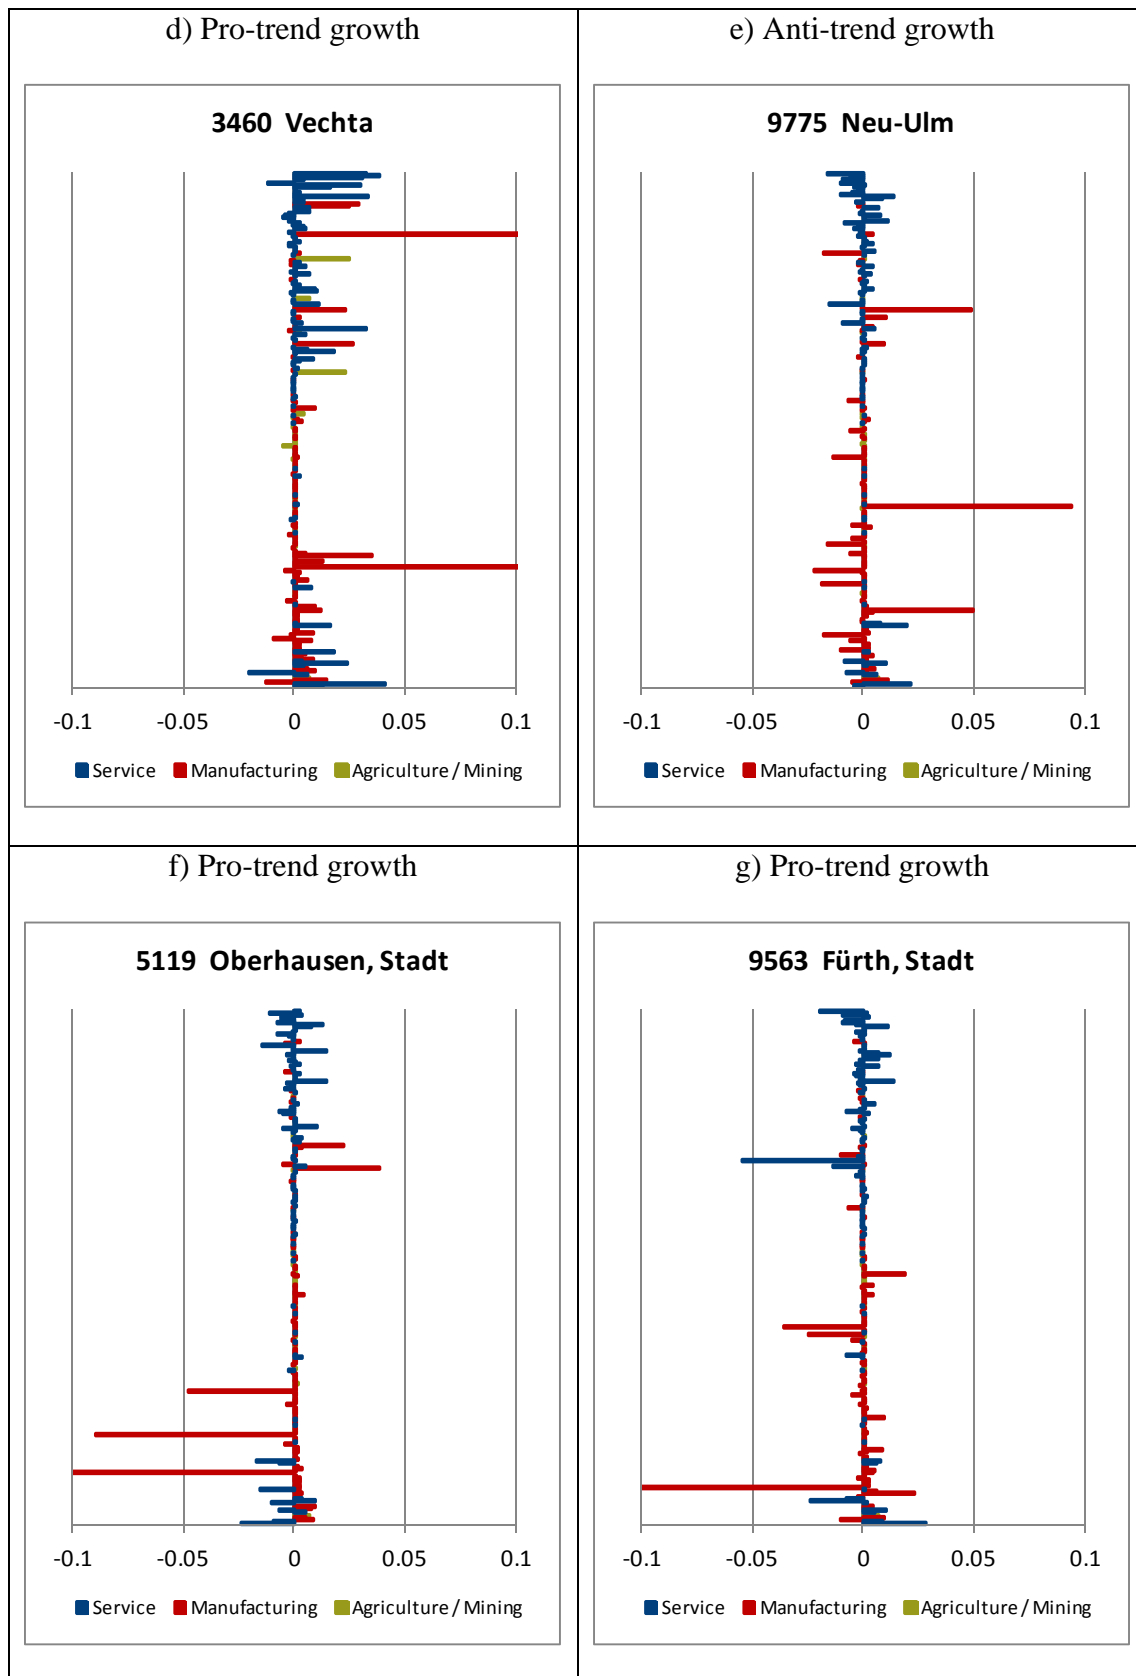 d) Pro-trend growth
3460 Vechta
-0.1 -0.05 0 0.05 0.1
Service Manufacturing Agriculture / Mining
e) Anti-trend growth
9775 Neu-Ulm
-0.1 -0.05 0 0.05 0.1
Service Manufacturing Agriculture / Mining
f) Pro-trend growth
5119 Oberhausen, Stadt
-0.1 -0.05 0 0.05 0.1
Service Manufacturing Agriculture / Mining
g) Pro-trend growth
9563 Fürth, Stadt
-0.1 -0.05 0 0.05 0.1
Service Manufacturing Agriculture / Mining